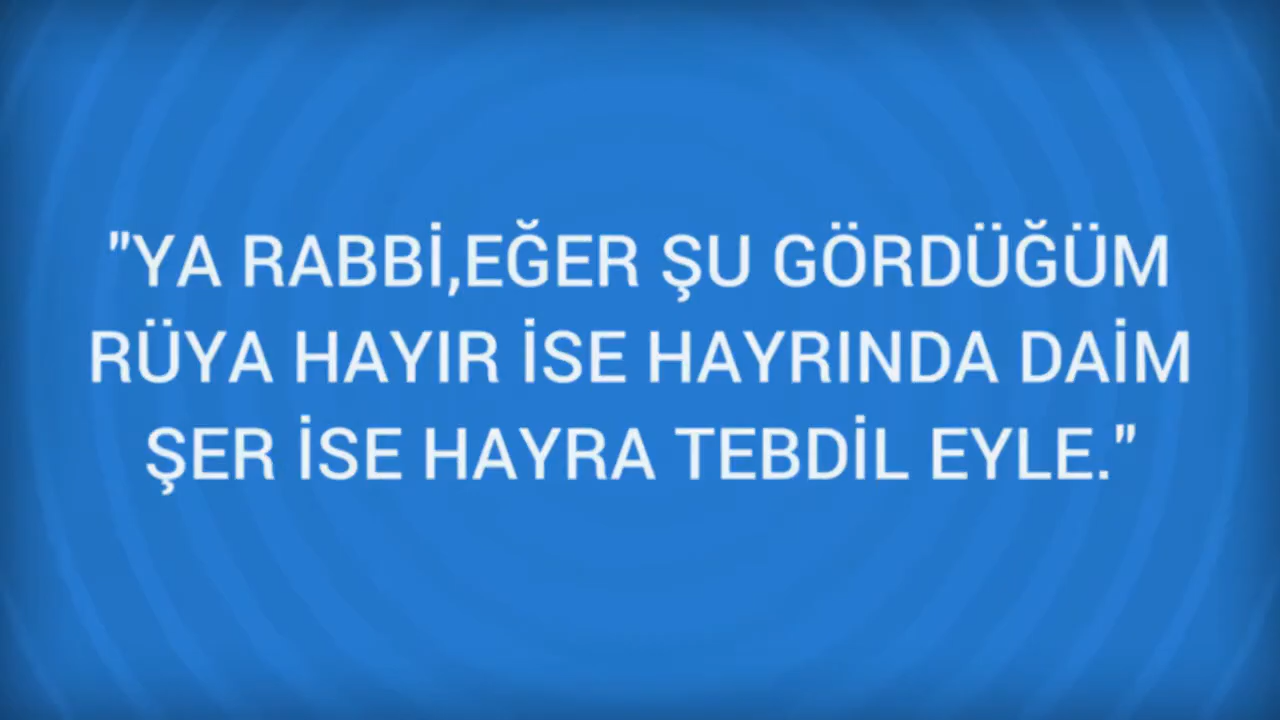 "YA RABBİ,EĞER ŞU GÖRDÜĞÜM
RÜYA HAYIR İSE HAYRINDA DAİM
ŞER İSE HAYRA TEBDİL EYLE."